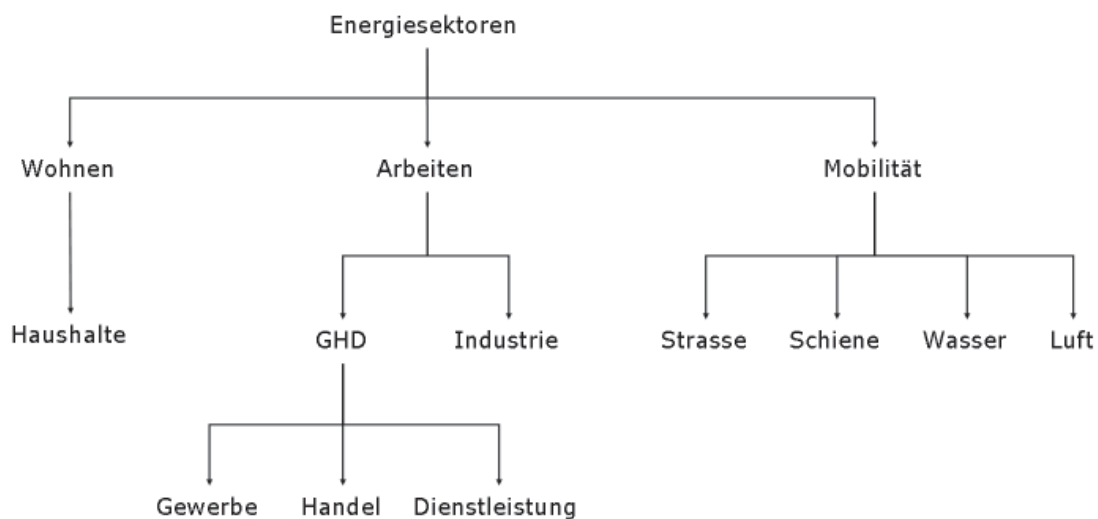 Energiesektoren
Wohnen Arbeiten Mobilität
Haushalte GHD Industrie Strasse Schiene Wasser Luft
Gewerbe Handel Dienstleistung